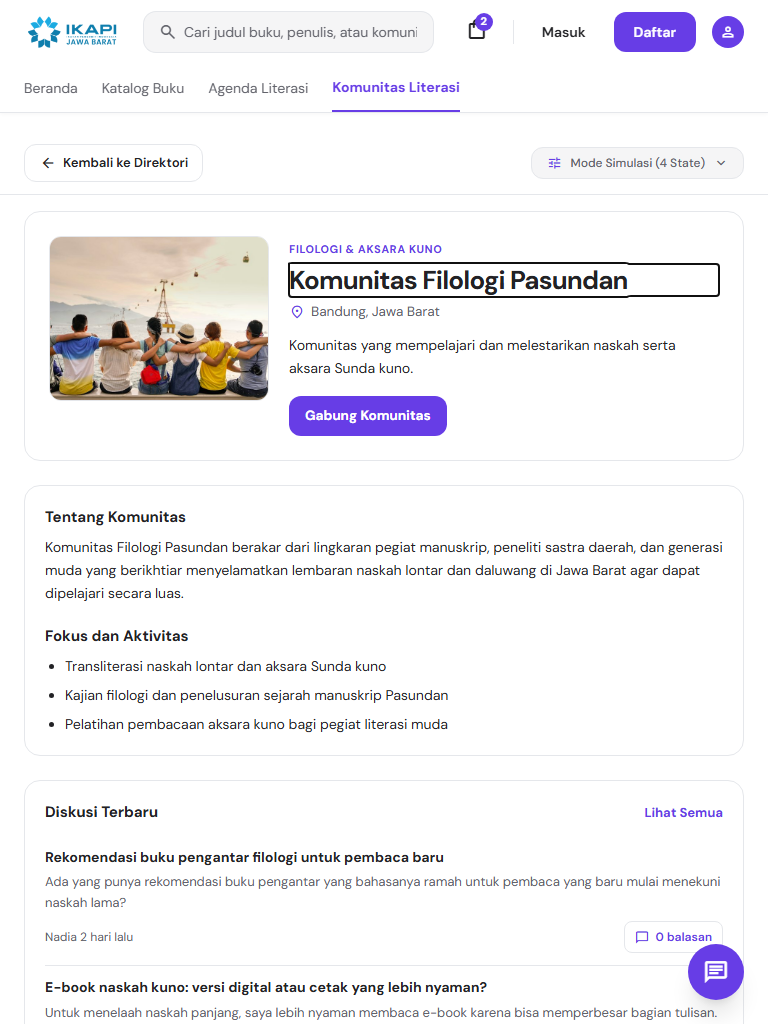 IKAPI
JAWA BARAT
Cari judul buku, penulis, atau komuni
2
Masuk
Daftar
Beranda
Katalog Buku
Agenda Literasi
Komunitas Literasi
Kembali ke Direktori
Mode Simulasi (4 State)
FILOLOGI & AKSARA KUNO
Komunitas Filologi Pasundan
Bandung, Jawa Barat
Komunitas yang mempelajari dan melestarikan naskah serta
aksara Sunda kuno.
Gabung Komunitas
Tentang Komunitas
Komunitas Filologi Pasundan berakar dari lingkaran pegiat manuskrip, peneliti sastra daerah, dan generasi
muda yang berikhtiar menyelamatkan lembaran naskah lontar dan daluwang di Jawa Barat agar dapat
dipelajari secara luas.
Fokus dan Aktivitas
Transliterasi naskah lontar dan aksara Sunda kuno
Kajian filologi dan penelusuran sejarah manuskrip Pasundan
Pelatihan pembacaan aksara kuno bagi pegiat literasi muda
Diskusi Terbaru
Lihat Semua
Rekomendasi buku pengantar filologi untuk pembaca baru
Ada yang punya rekomendasi buku pengantar yang bahasanya ramah untuk pembaca yang baru mulai menekuni
naskah lama?
Nadia 2 hari lalu
0 balasan
E-book naskah kuno: versi digital atau cetak yang lebih nyaman?
Untuk menelaah naskah panjang, saya lebih nyaman membaca e-book karena bisa memperbesar bagian tulisan.